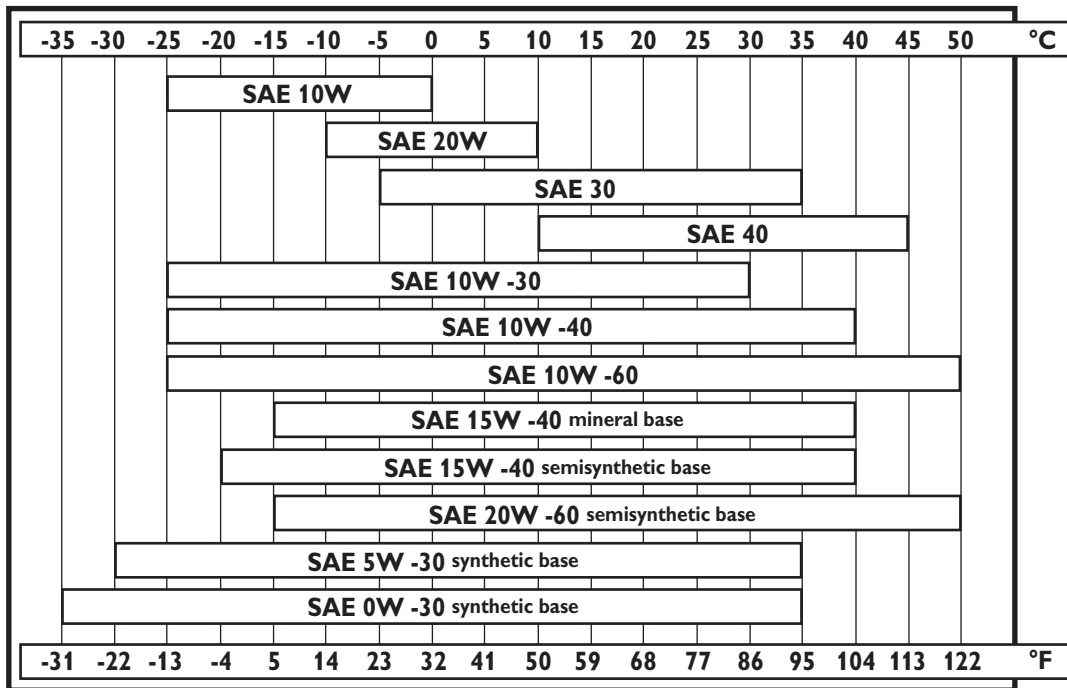 -35 -30 -25 -20 -15 -10 -5 0 5 10 15 20 25 30 35 40 45 50 °C
SAE 10W
SAE 20W
SAE 30
SAE 40
SAE 10W -30
SAE 10W -40
SAE 10W -60
SAE 15W -40 mineral base
SAE 15W -40 semisynthetic base
SAE 20W -60 semisynthetic base
SAE 5W -30 synthetic base
SAE 0W -30 synthetic base
-31 -22 -13 -4 5 14 23 32 41 50 59 68 77 86 95 104 113 122 °F